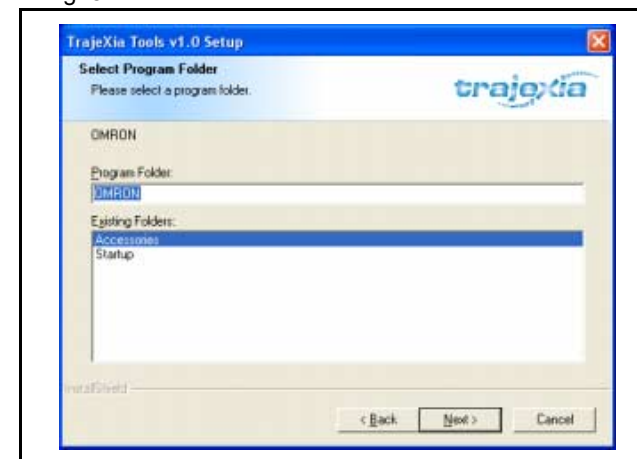 TrajeXia Tools v1.0 Setup
Select Program Folder
Please select a program folder.
trajexia
OMRON
Program Folder:
OMRON
Existing Folders:
Accessories
Startup
InstallShield
< Back
Next >
Cancel